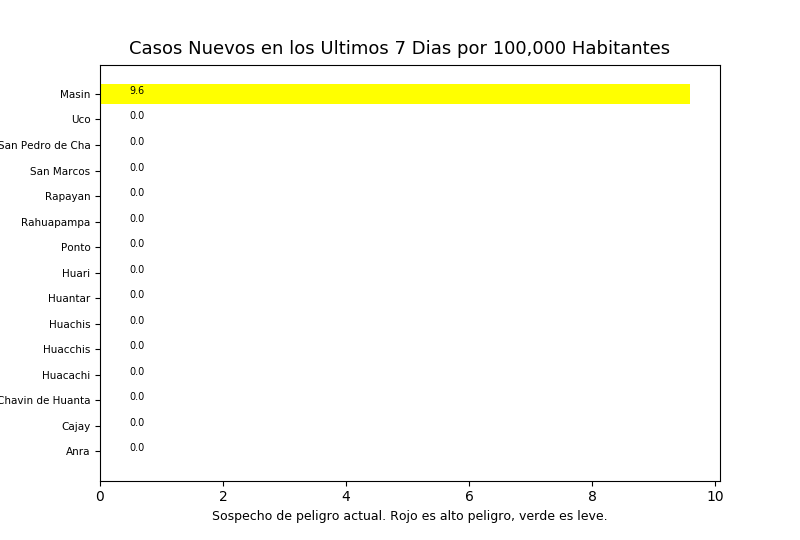 Casos Nuevos en los Ultimos 7 Dias por 100,000 Habitantes
Masin 9.6
Uco 0.0
San Pedro de Cha 0.0
San Marcos 0.0
Rapayan 0.0
Rahuapampa 0.0
Ponto 0.0
Huari 0.0
Huantar 0.0
Huachis 0.0
Huacchis 0.0
Huacachi 0.0
Chavin de Huanta 0.0
Cajay 0.0
Anra 0.0
0 2 4 6 8 10
Sospecho de peligro actual. Rojo es alto peligro, verde es leve.